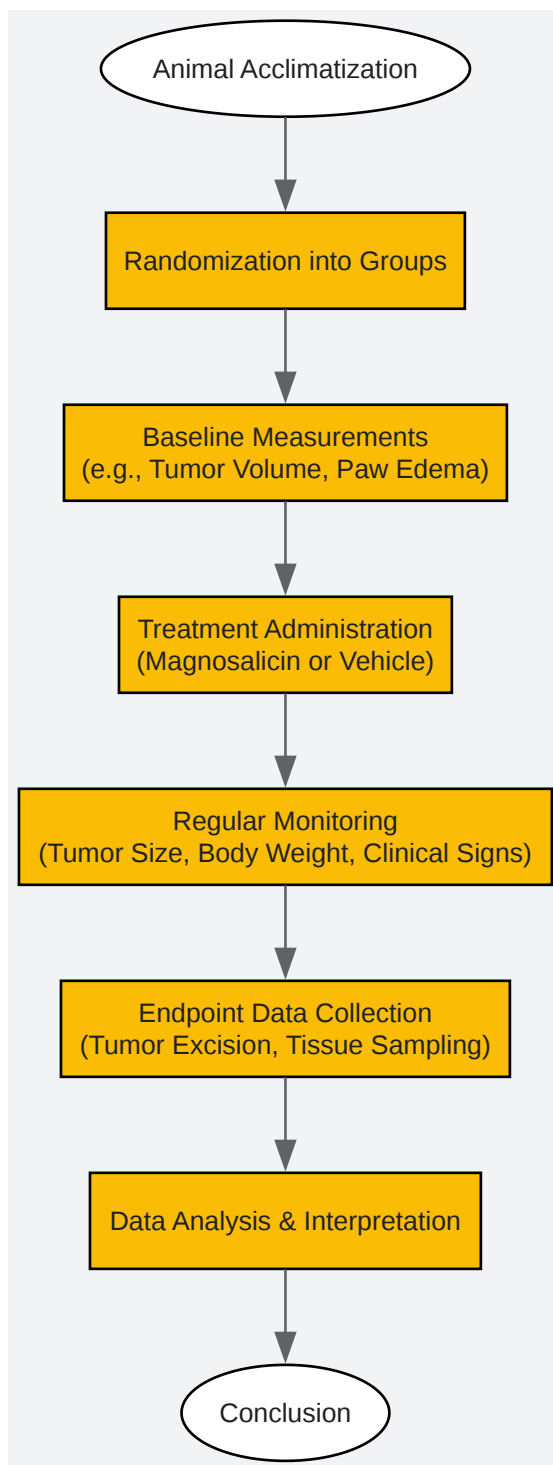 Animal Acclimatization
Randomization into Groups
Baseline Measurements
(e.g., Tumor Volume, Paw Edema)
Treatment Administration
(Magnosalicin or Vehicle)
Regular Monitoring
(Tumor Size, Body Weight, Clinical Signs)
Endpoint Data Collection
(Tumor Excision, Tissue Sampling)
Data Analysis & Interpretation
Conclusion